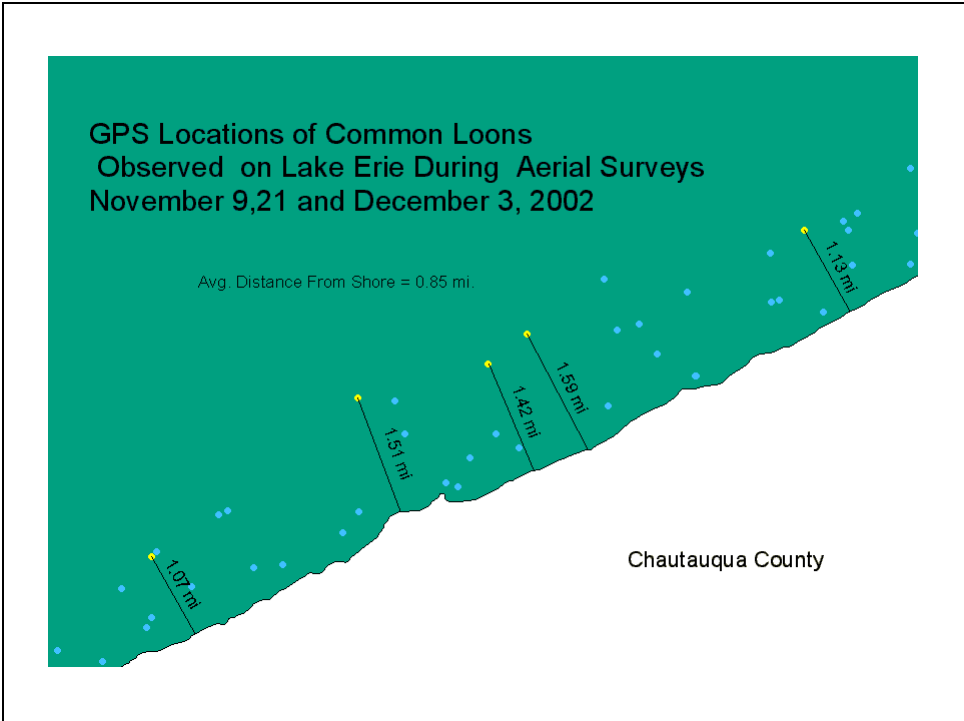 GPS Locations of Common Loons
Observed on Lake Erie During Aerial Surveys
November 9,21 and December 3, 2002
Avg. Distance From Shore = 0.85 mi.
1.13 mi
1.59 mi
1.42 mi
1.51 mi
1.07 mi
Chautauqua County